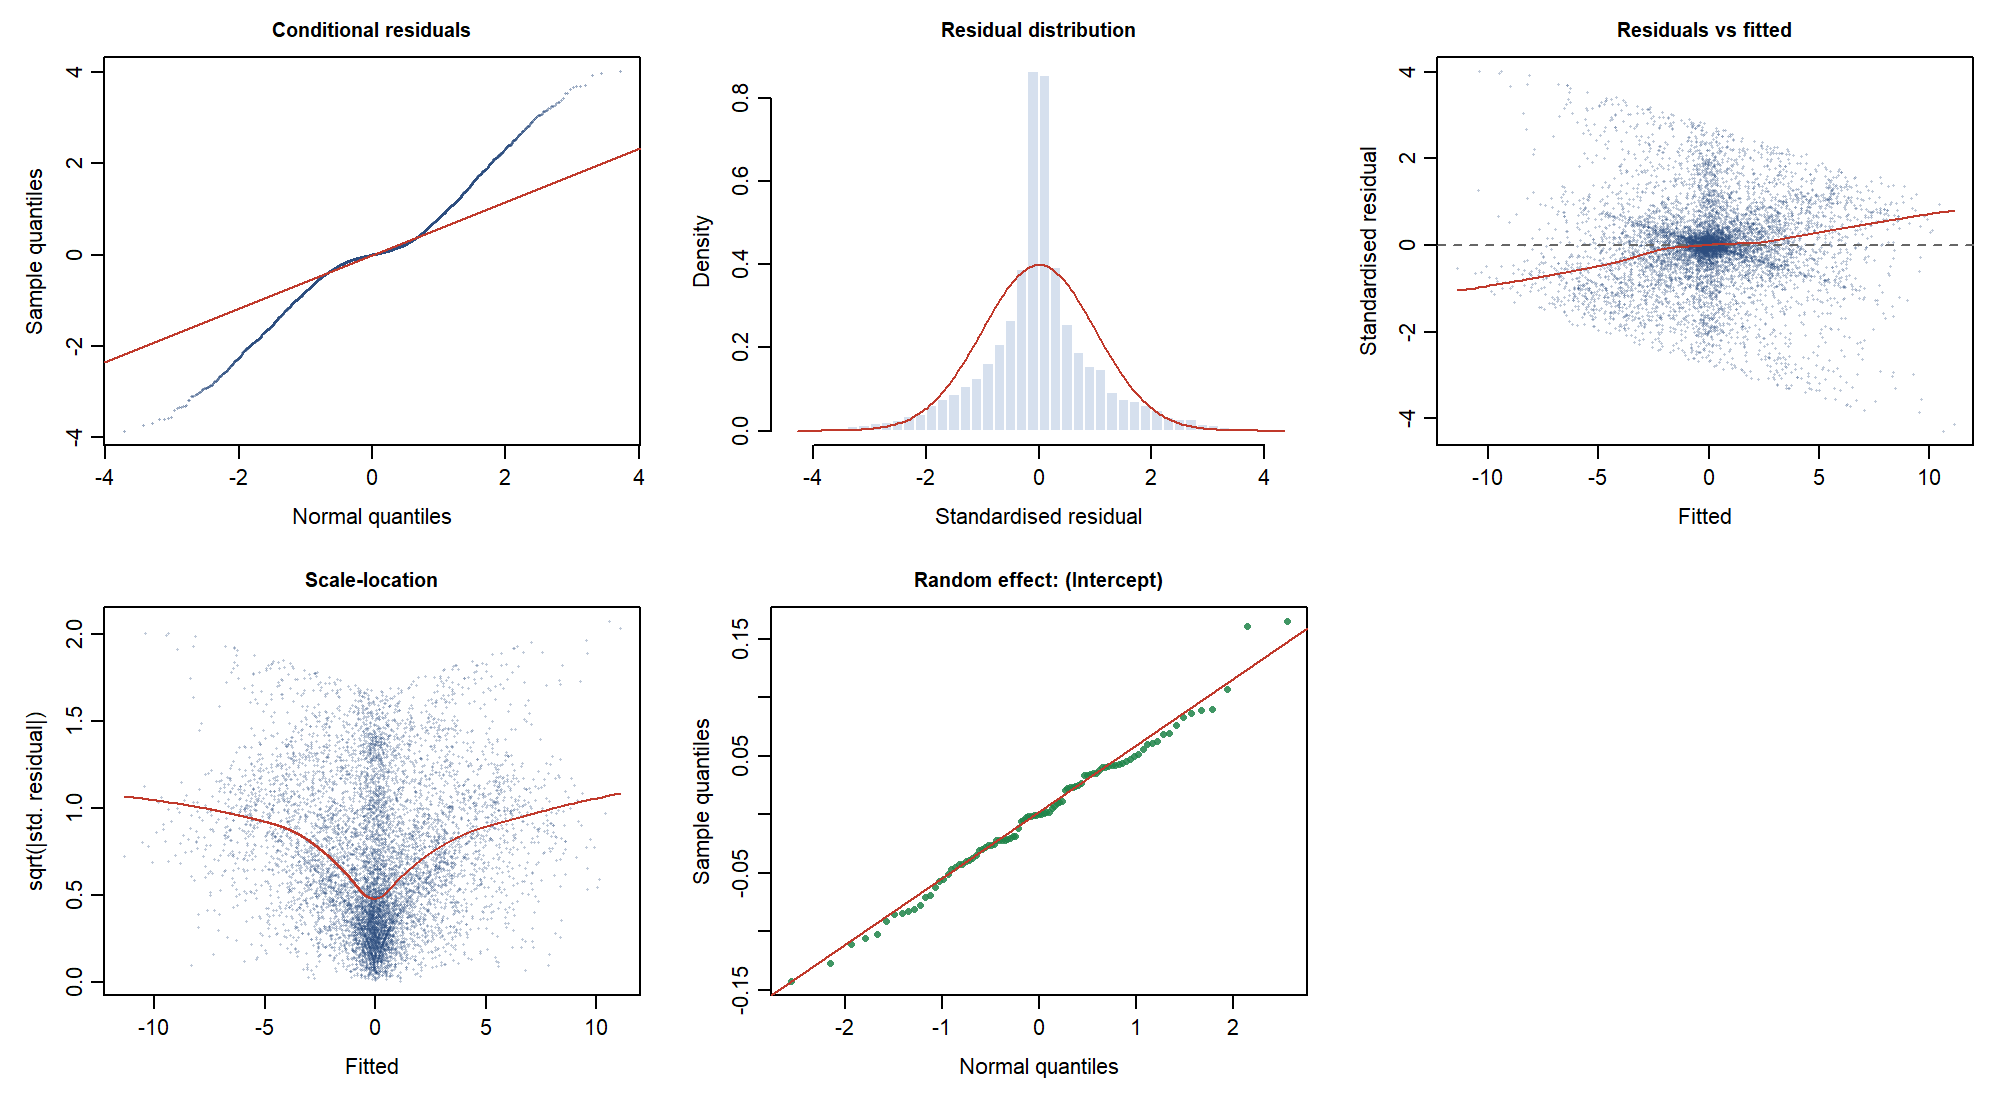 Conditional residuals
Sample quantiles
4
2
0
-2
-4
-4 -2 0 2 4
Normal quantiles
Residual distribution
Density
0.8
0.6
0.4
0.2
0.0
-4 -2 0 2 4
Standardised residual
Residuals vs fitted
Standardised residual
4
2
0
-2
-4
-10 -5 0 5 10
Fitted
Scale-location
sqrt(|std. residual|)
2.0
1.5
1.0
0.5
0.0
-10 -5 0 5 10
Fitted
Random effect: (Intercept)
Sample quantiles
0.15
0.05
-0.05
-0.15
-2 -1 0 1 2
Normal quantiles